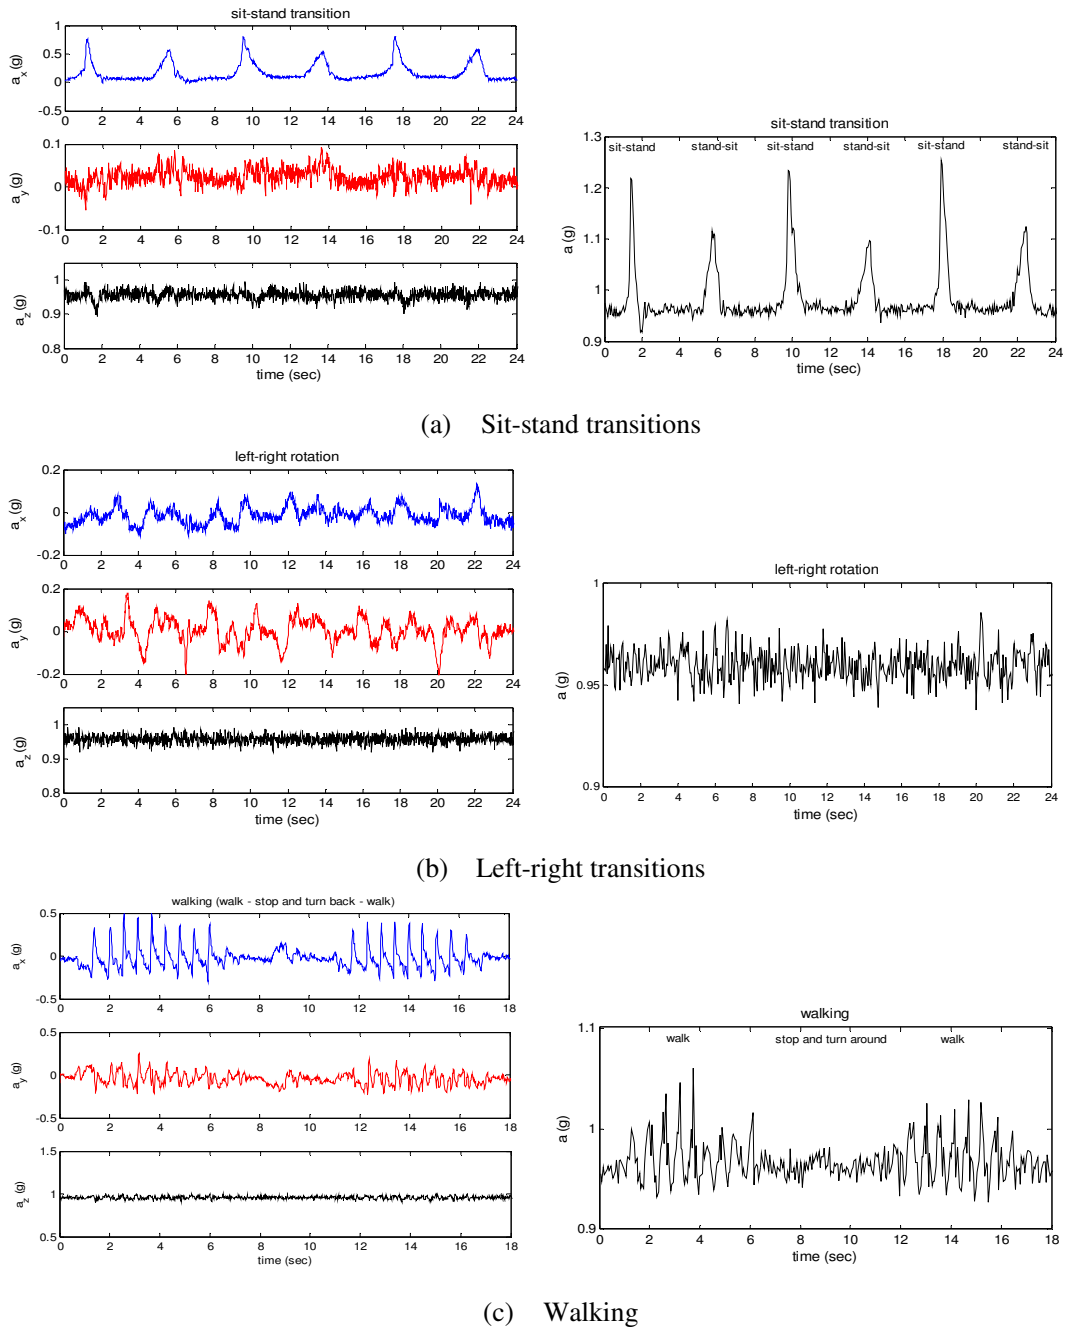 sit-stand transition
1
0.5
0
-0.5
a_x (g)
0 2 4 6 8 10 12 14 16 18 20 22 24
0.1
0
-0.1
a_y (g)
0 2 4 6 8 10 12 14 16 18 20 22 24
1
0.9
0.8
a_z (g)
0 2 4 6 8 10 12 14 16 18 20 22 24
time (sec)
sit-stand transition
1.3
1.2
1.1
1
0.9
a (g)
sit-stand stand-sit sit-stand stand-sit sit-stand stand-sit
0 2 4 6 8 10 12 14 16 18 20 22 24
time (sec)
(a) Sit-stand transitions
left-right rotation
0.2
0
-0.2
a_x (g)
0 2 4 6 8 10 12 14 16 18 20 22 24
0.2
0
-0.2
a_y (g)
0 2 4 6 8 10 12 14 16 18 20 22 24
1
0.9
0.8
a_z (g)
0 2 4 6 8 10 12 14 16 18 20 22 24
time (sec)
left-right rotation
1
0.95
0.9
a (g)
0 2 4 6 8 10 12 14 16 18 20 22 24
time (sec)
(b) Left-right transitions
walking (walk - stop and turn back - walk)
0.5
0
-0.5
a_x (g)
0 2 4 6 8 10 12 14 16 18
0.5
0
-0.5
a_y (g)
0 2 4 6 8 10 12 14 16 18
1.5
1
0.5
a_z (g)
0 2 4 6 8 10 12 14 16 18
time (sec)
walking
1.1
1
0.9
a (g)
walk stop and turn around walk
0 2 4 6 8 10 12 14 16 18
time (sec)
(c) Walking